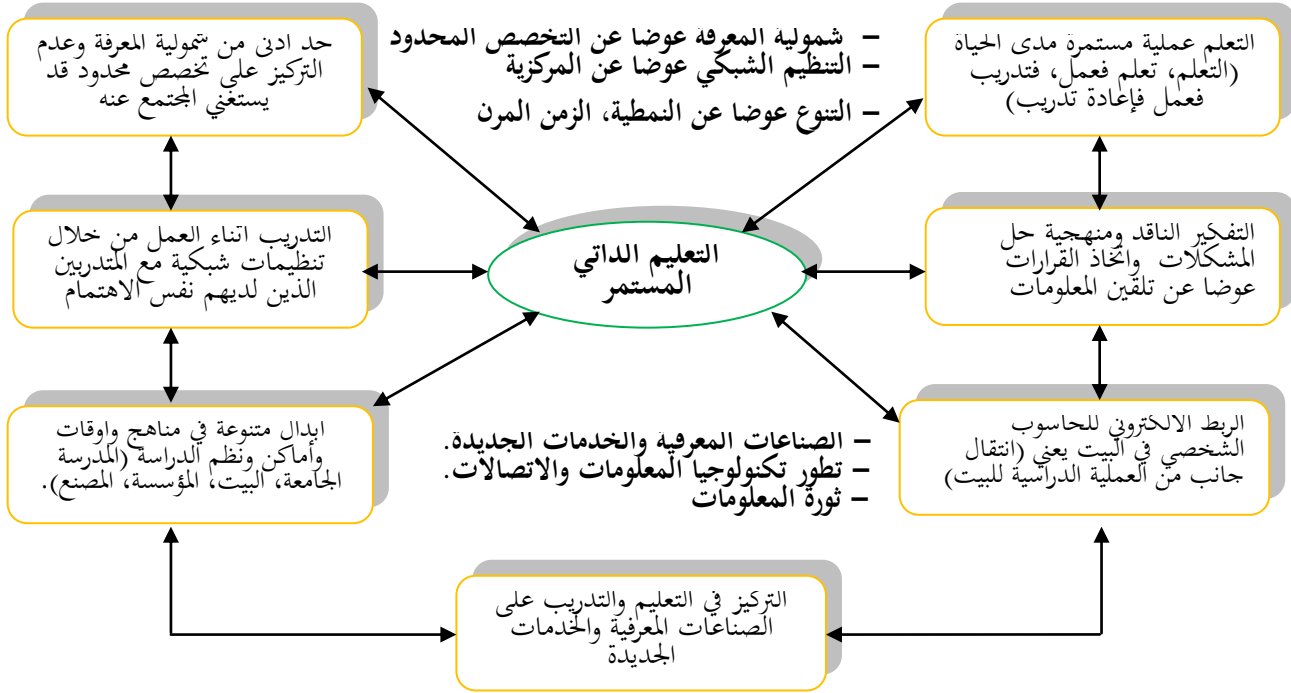 التعلم عملية مستمرة مدى الحياة
(التعلم، تعلم فعمل، فتدريب
فعمل فإعادة تدريب)
– شمولية المعرفة عوضا عن التخصص المحدود
– التنظيم الشبكي عوضا عن المركزية
– التنوع عوضا عن النمطية، الزمن المرن
حد ادنى من شمولية المعرفة وعدم
التركيز على تخصص محدود قد
يستغني المجتمع عنه
التفكير الناقد ومنهجية حل
المشكلات واتخاذ القرارات
عوضا عن تلقين المعلومات
التعليم الذاتي
المستمر
التدريب اثناء العمل من خلال
تنظيمات شبكية مع المتدربين
الذين لديهم نفس الاهتمام
الربط الالكتروني للحاسوب
الشخصي في البيت يعني (انتقال
جانب من العملية الدراسية للبيت)
– الصناعات المعرفية والخدمات الجديدة.
– تطور تكنولوجيا المعلومات والاتصالات.
– ثورة المعلومات
ابدال متنوعة في مناهج واوقات
وأماكن ونظم الدراسة (المدرسة
الجامعة، البيت، المؤسسة، المصنع).
التركيز في التعليم والتدريب على
الصناعات المعرفية والخدمات
الجديدة